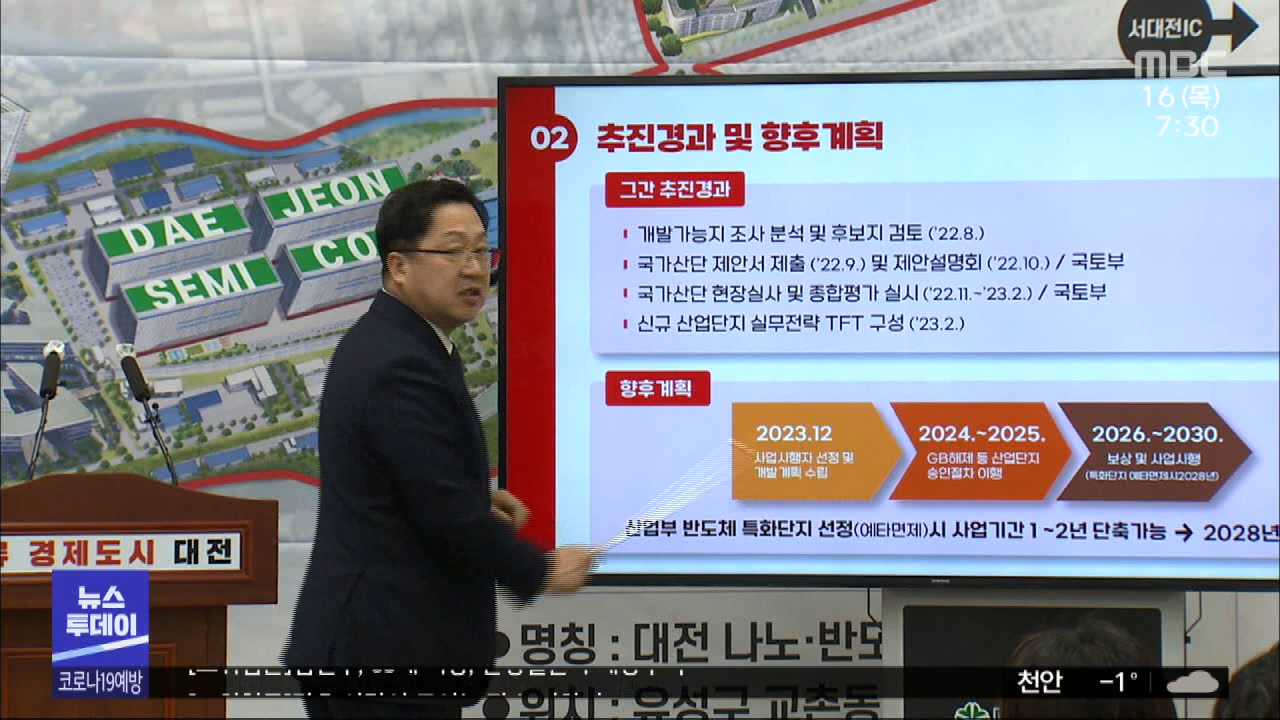 서대전IC
MBC
16 (목)
7:30
02 추진경과 및 향후계획
그간 추진경과
개발가능지 조사 분석 및 후보지 검토 ('22.8.)
국가산단 제안서 제출 ('22.9.) 및 제안설명회 ('22.10.) / 국토부
국가산단 현장실사 및 종합평가 실시 ('22.11.~'23.2.) / 국토부
신규 산업단지 실무전략 TFT 구성 ('23.2.)
DAE JEON
SEMI CO
향후계획
2023.12
사업시행자 선정 및
개발계획 수립
2024.~2025.
GB해제 등 산업단지
승인절차 이행
2026.~2030.
보상 및 사업시행
(특화단지 예타면제시2028년)
산업부 반도체 특화단지 선정(예타면제)시 사업기간 1~2년 단축가능 → 2028년
경제도시 대전
뉴스
투데이
코로나19예방
명칭 : 대전 나노·반도
위치 : 유성구 교촌동
천안 -1°